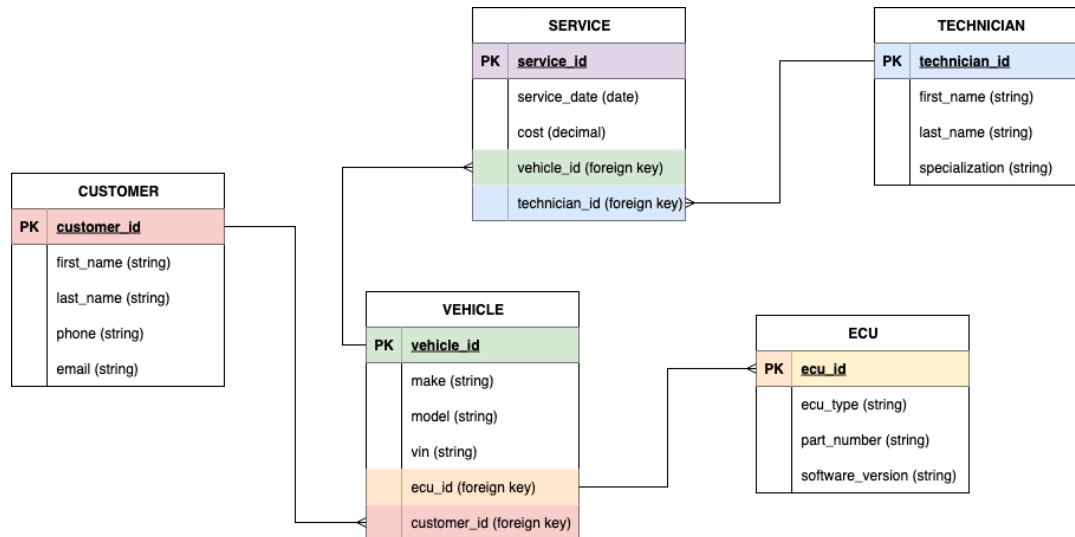 SERVICE
PK service_id
service_date (date)
cost (decimal)
vehicle_id (foreign key)
technician_id (foreign key)
TECHNICIAN
PK technician_id
first_name (string)
last_name (string)
specialization (string)
CUSTOMER
PK customer_id
first_name (string)
last_name (string)
phone (string)
email (string)
VEHICLE
PK vehicle_id
make (string)
model (string)
vin (string)
ecu_id (foreign key)
customer_id (foreign key)
ECU
PK ecu_id
ecu_type (string)
part_number (string)
software_version (string)